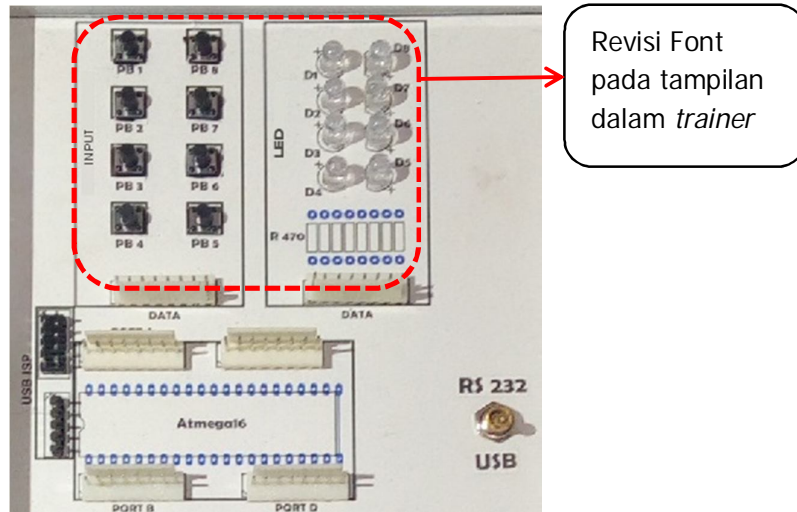 Revisi Font
pada tampilan
dalam trainer
PB 1
PB 8
PB 2
PB 7
PB 3
PB 6
PB 4
PB 5
INPUT
DATA
D8
D1
D7
D2
D6
D3
D5
D4
LED
R 470
DATA
USB ISP
Atmega16
PORT B
PORT D
RS 232
USB